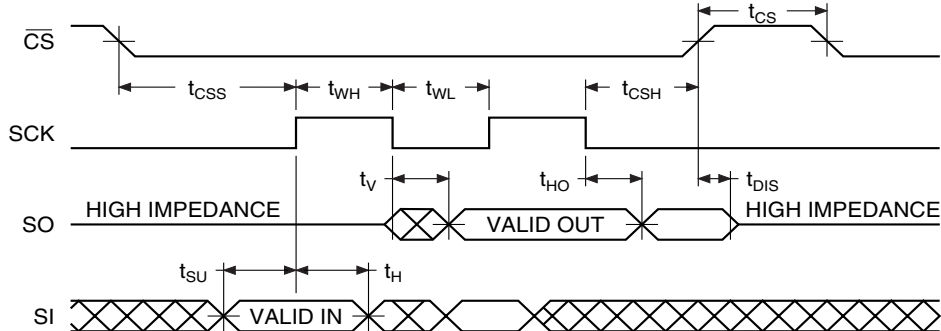 tCS
CS
tCSS tWH tWL tCSH
SCK
tV tHO tDIS
HIGH IMPEDANCE HIGH IMPEDANCE
SO VALID OUT
tSU tH
SI VALID IN